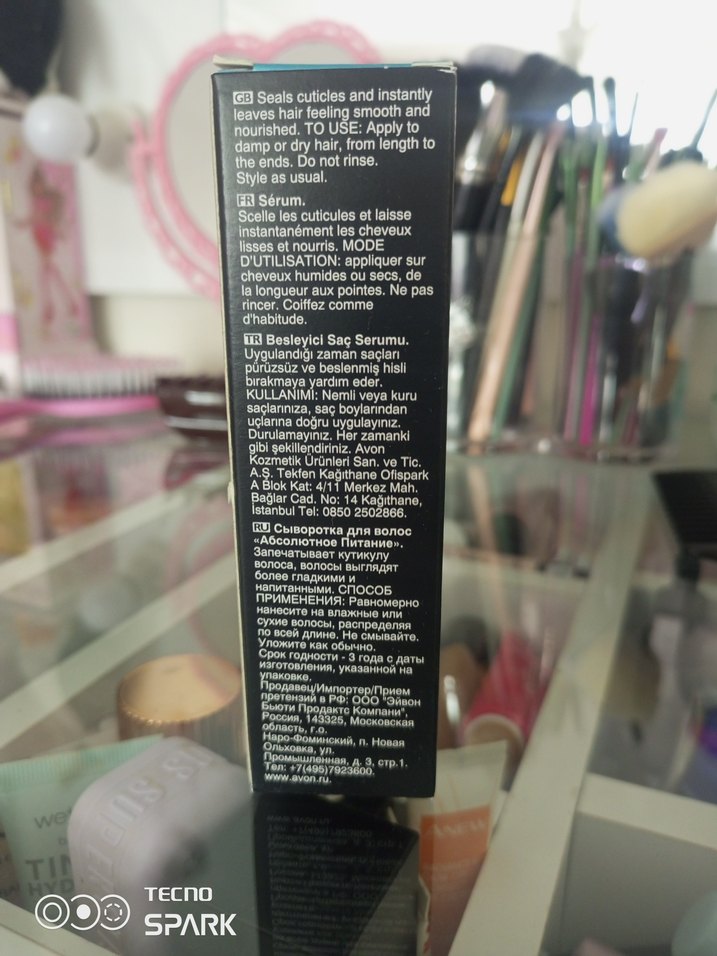 GB Seals cuticles and instantly
leaves hair feeling smooth and
nourished. TO USE: Apply to
damp or dry hair, from length to
the ends. Do not rinse.
Style as usual.
FR Sérum.
Scelle les cuticules et laisse
instantanément les cheveux
lisses et nourris. MODE
D'UTILISATION: appliquer sur
cheveux humides ou secs, de
la longueur aux pointes. Ne pas
rincer. Coiffez comme
d'habitude.
TR Besleyici Saç Serumu.
Uygulandığı zaman saçları
pürüzsüz ve beslenmiş hisli
bırakmaya yardım eder.
KULLANIMI: Nemli veya kuru
saçlarınıza, saç boylarından
uçlarına doğru uygulayınız.
Durulamayınız. Her zamanki
gibi şekillendiriniz. Avon
Kozmetik Ürünleri San. ve Tic.
A.Ş. Tekfen Kağıthane Ofispark
A Blok Kat: 4/11 Merkez Mah.
Bağlar Cad. No: 14 Kağıthane,
İstanbul Tel: 0850 2502866.
RU Сыворотка для волос
«Абсолютное Питание».
Запечатывает кутикулу
волоса, волосы выглядят
более гладкими и
напитанными. СПОСОБ
ПРИМЕНЕНИЯ: Равномерно
нанесите на влажные или
сухие волосы, распределяя
по всей длине. Не смывайте.
Уложите как обычно.
Срок годности - 3 года с даты
изготовления, указанной на
упаковке.
Продавец/Импортер/Прием
претензий в РФ: ООО "Эйвон
Бьюти Продактс Компани",
Россия, 143325, Московская
область, г.о.
Наро-Фоминский, п. Новая
Ольховка, ул.
Промышленная, д. 3, стр.1.
Тел: +7(495)7923600.
www.avon.ru.
wet
TIN
HYD
SUPER
ANEW
TECNO
SPARK